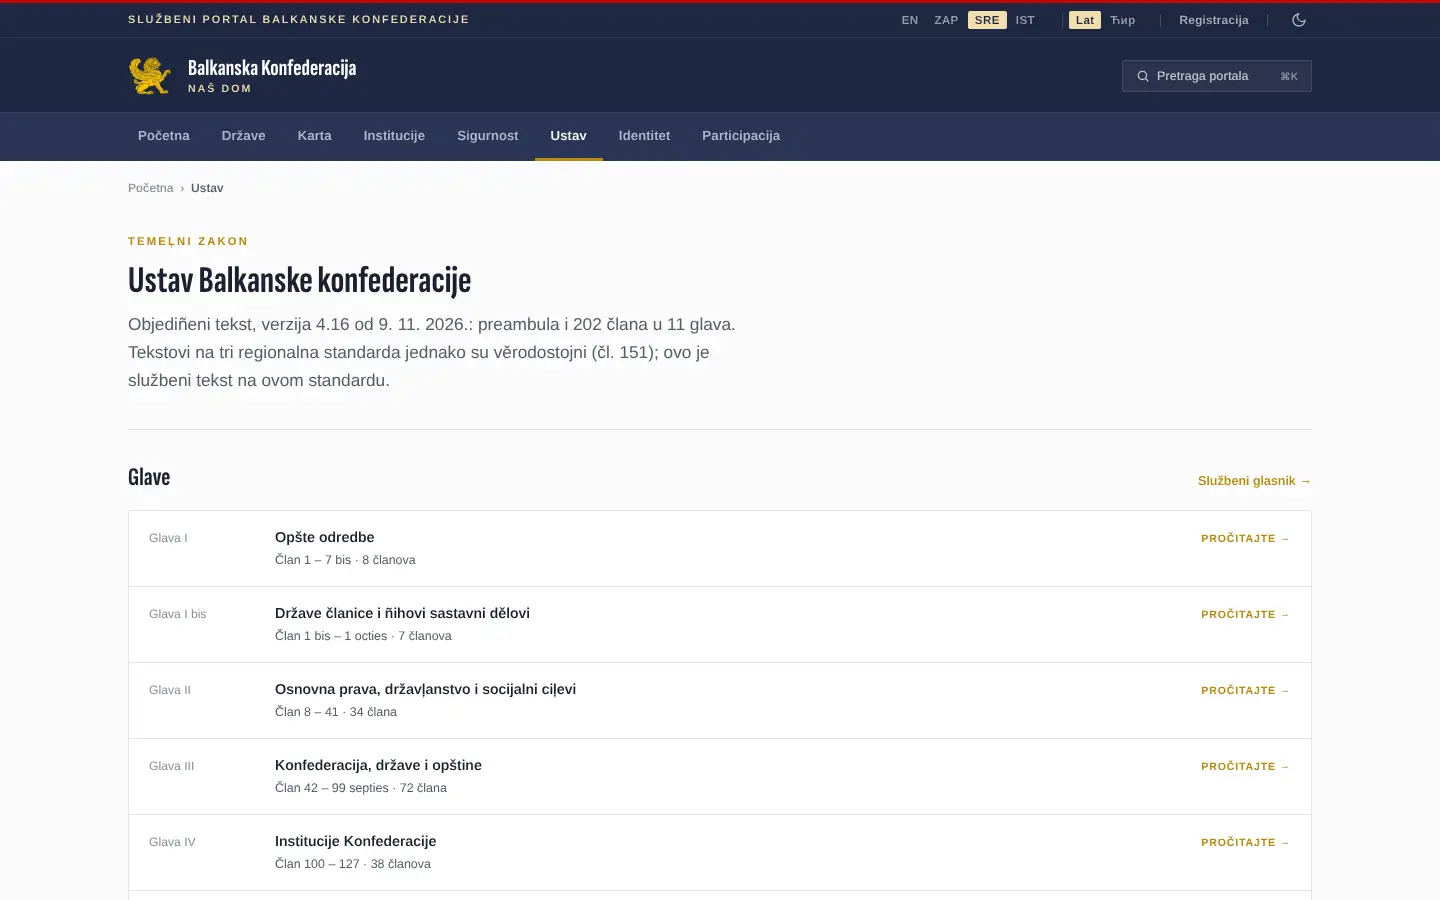 SLUŽBENI PORTAL BALKANSKE KONFEDERACIJE
EN ZAP SRE IST Lat Ћир Registracija
Balkanska Konfederacija
NAŠ DOM
Pretraga portala ⌘K
Početna Države Karta Institucije Sigurnost Ustav Identitet Participacija
Početna › Ustav
TEMEĻNI ZAKON
Ustav Balkanske konfederacije
Objediñeni tekst, verzija 4.16 od 9. 11. 2026.: preambula i 202 člana u 11 glava.
Tekstovi na tri regionalna standarda jednako su věrodostojni (čl. 151); ovo je
službeni tekst na ovom standardu.
Glave
Službeni glasnik →
Glava I Opšte odredbe PROČITAJTE →
Član 1 – 7 bis · 8 članova
Glava I bis Države članice i ñihovi sastavni dělovi PROČITAJTE →
Član 1 bis – 1 octies · 7 članova
Glava II Osnovna prava, državļanstvo i socijalni ciļevi PROČITAJTE →
Član 8 – 41 · 34 člana
Glava III Konfederacija, države i opštine PROČITAJTE →
Član 42 – 99 septies · 72 člana
Glava IV Institucije Konfederacije PROČITAJTE →
Član 100 – 127 · 38 članova